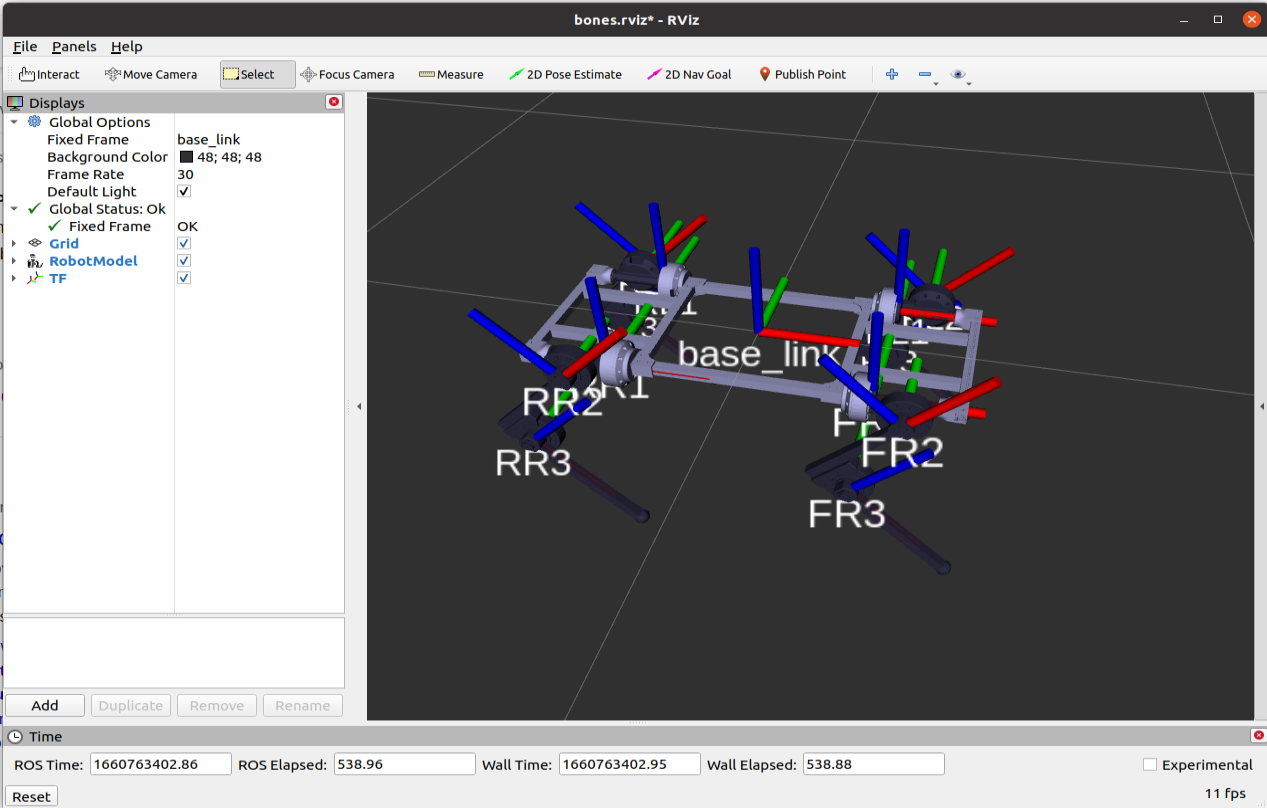 bones.rviz* - RViz
File Panels Help
Interact Move Camera Select Focus Camera Measure 2D Pose Estimate 2D Nav Goal Publish Point
Displays
Global Options
Fixed Frame base_link
Background Color 48; 48; 48
Frame Rate 30
Default Light
Global Status: Ok
Fixed Frame OK
Grid
RobotModel
TF
base_link
RR2
RR3
FR2
FR3
Add Duplicate Remove Rename
Time
ROS Time: 1660763402.86 ROS Elapsed: 538.96 Wall Time: 1660763402.95 Wall Elapsed: 538.88 Experimental
Reset 11 fps